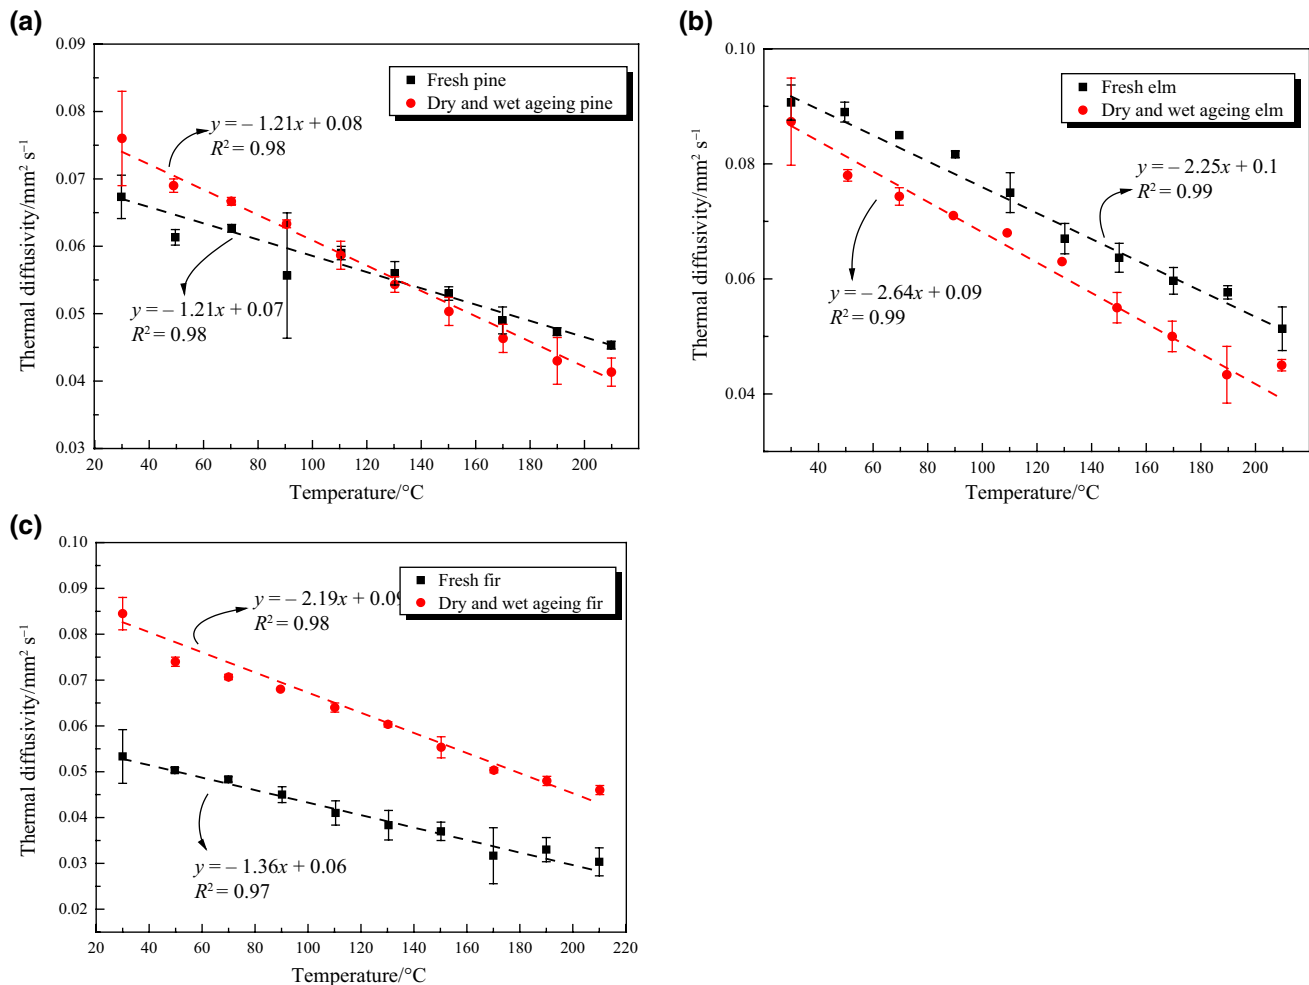 (a)
0.09
0.08
0.07
0.06
0.05
0.04
0.03
Thermal diffusivity/mm² s⁻¹
Fresh pine
Dry and wet ageing pine
y = – 1.21x + 0.08
R² = 0.98
y = – 1.21x + 0.07
R² = 0.98
20 40 60 80 100 120 140 160 180 200
Temperature/°C
(b)
0.10
0.08
0.06
0.04
Thermal diffusivity/mm² s⁻¹
Fresh elm
Dry and wet ageing elm
y = – 2.25x + 0.1
R² = 0.99
y = – 2.64x + 0.09
R² = 0.99
40 60 80 100 120 140 160 180 200
Temperature/°C
(c)
0.10
0.09
0.08
0.07
0.06
0.05
0.04
0.03
0.02
Thermal diffusivity/mm² s⁻¹
Fresh fir
Dry and wet ageing fir
y = – 2.19x + 0.09
R² = 0.98
y = – 1.36x + 0.06
R² = 0.97
20 40 60 80 100 120 140 160 180 200 220
Temperature/°C